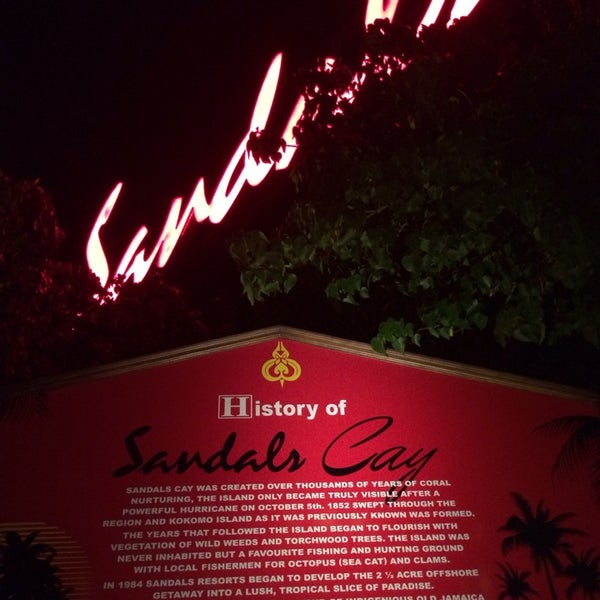 Sandals
History of
Sandals Cay
SANDALS CAY WAS CREATED OVER THOUSANDS OF YEARS OF CORAL
NURTURING, THE ISLAND ONLY BECAME TRULY VISIBLE AFTER A
POWERFUL HURRICANE ON OCTOBER 5th. 1852 SWEPT THROUGH THE
REGION AND KOKOMO ISLAND AS IT WAS PREVIOUSLY KNOWN WAS FORMED.
THE YEARS THAT FOLLOWED THE ISLAND BEGAN TO FLOURISH WITH
VEGETATION OF WILD WEEDS AND TORCHWOOD TREES. THE ISLAND WAS
NEVER INHABITED BUT A FAVOURITE FISHING AND HUNTING GROUND
WITH LOCAL FISHERMEN FOR OCTOPUS (SEA CAT) AND CLAMS.
IN 1984 SANDALS RESORTS BEGAN TO DEVELOP THE 2 ½ ACRE OFFSHORE
GETAWAY INTO A LUSH, TROPICAL SLICE OF PARADISE.
OF INDIGENOUS OLD JAMAICA